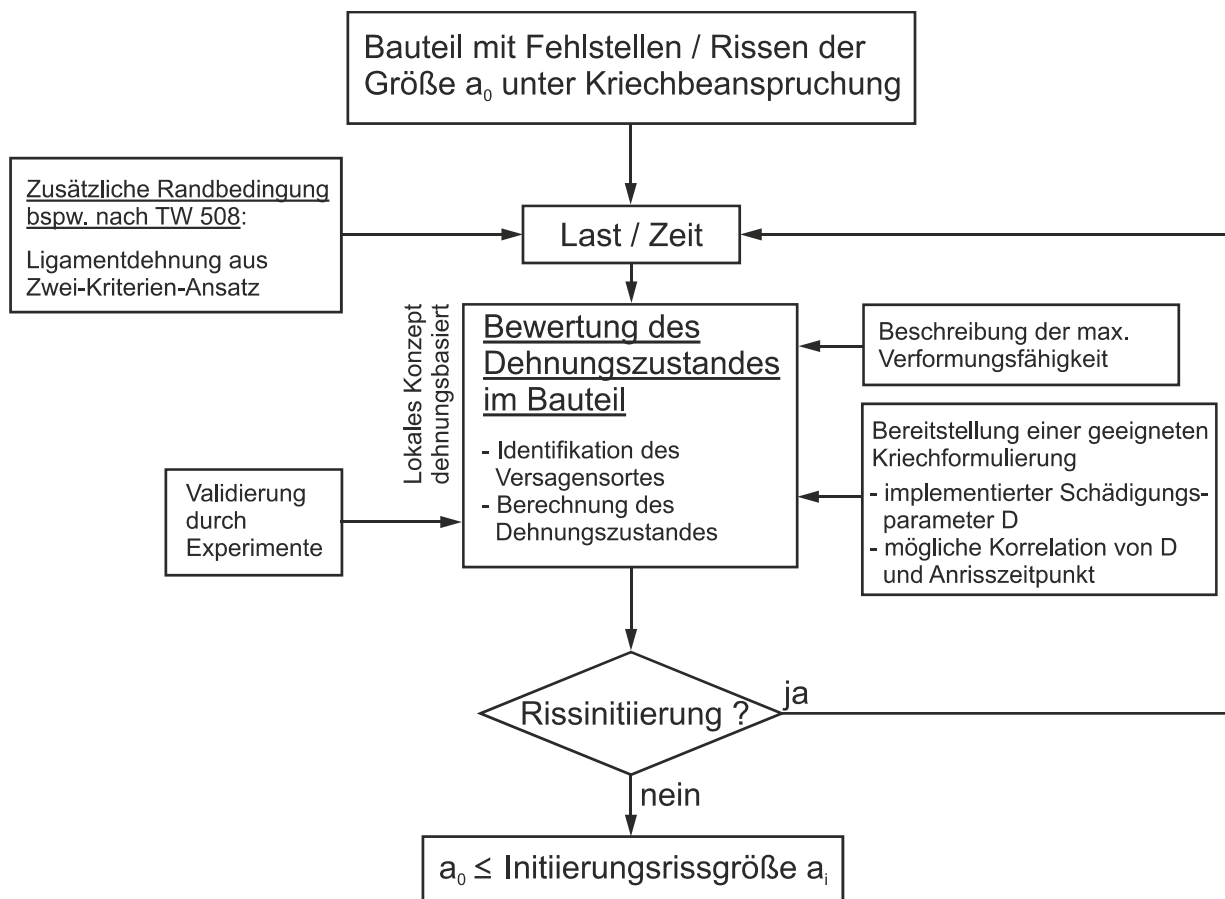 Bauteil mit Fehlstellen / Rissen der
Größe a₀ unter Kriechbeanspruchung
Zusätzliche Randbedingung
bspw. nach TW 508:
Ligamentdehnung aus
Zwei-Kriterien-Ansatz
Last / Zeit
Lokales Konzept
dehnungsbasiert
Bewertung des
Dehnungszustandes
im Bauteil
- Identifikation des
Versagensortes
- Berechnung des
Dehnungszustandes
Beschreibung der max.
Verformungsfähigkeit
Bereitstellung einer geeigneten
Kriechformulierung
- implementierter Schädigungs-
parameter D
- mögliche Korrelation von D
und Anrisszeitpunkt
Validierung
durch
Experimente
Rissinitiierung ?
ja
nein
a₀ ≤ Initiierungsrissgröße aᵢ